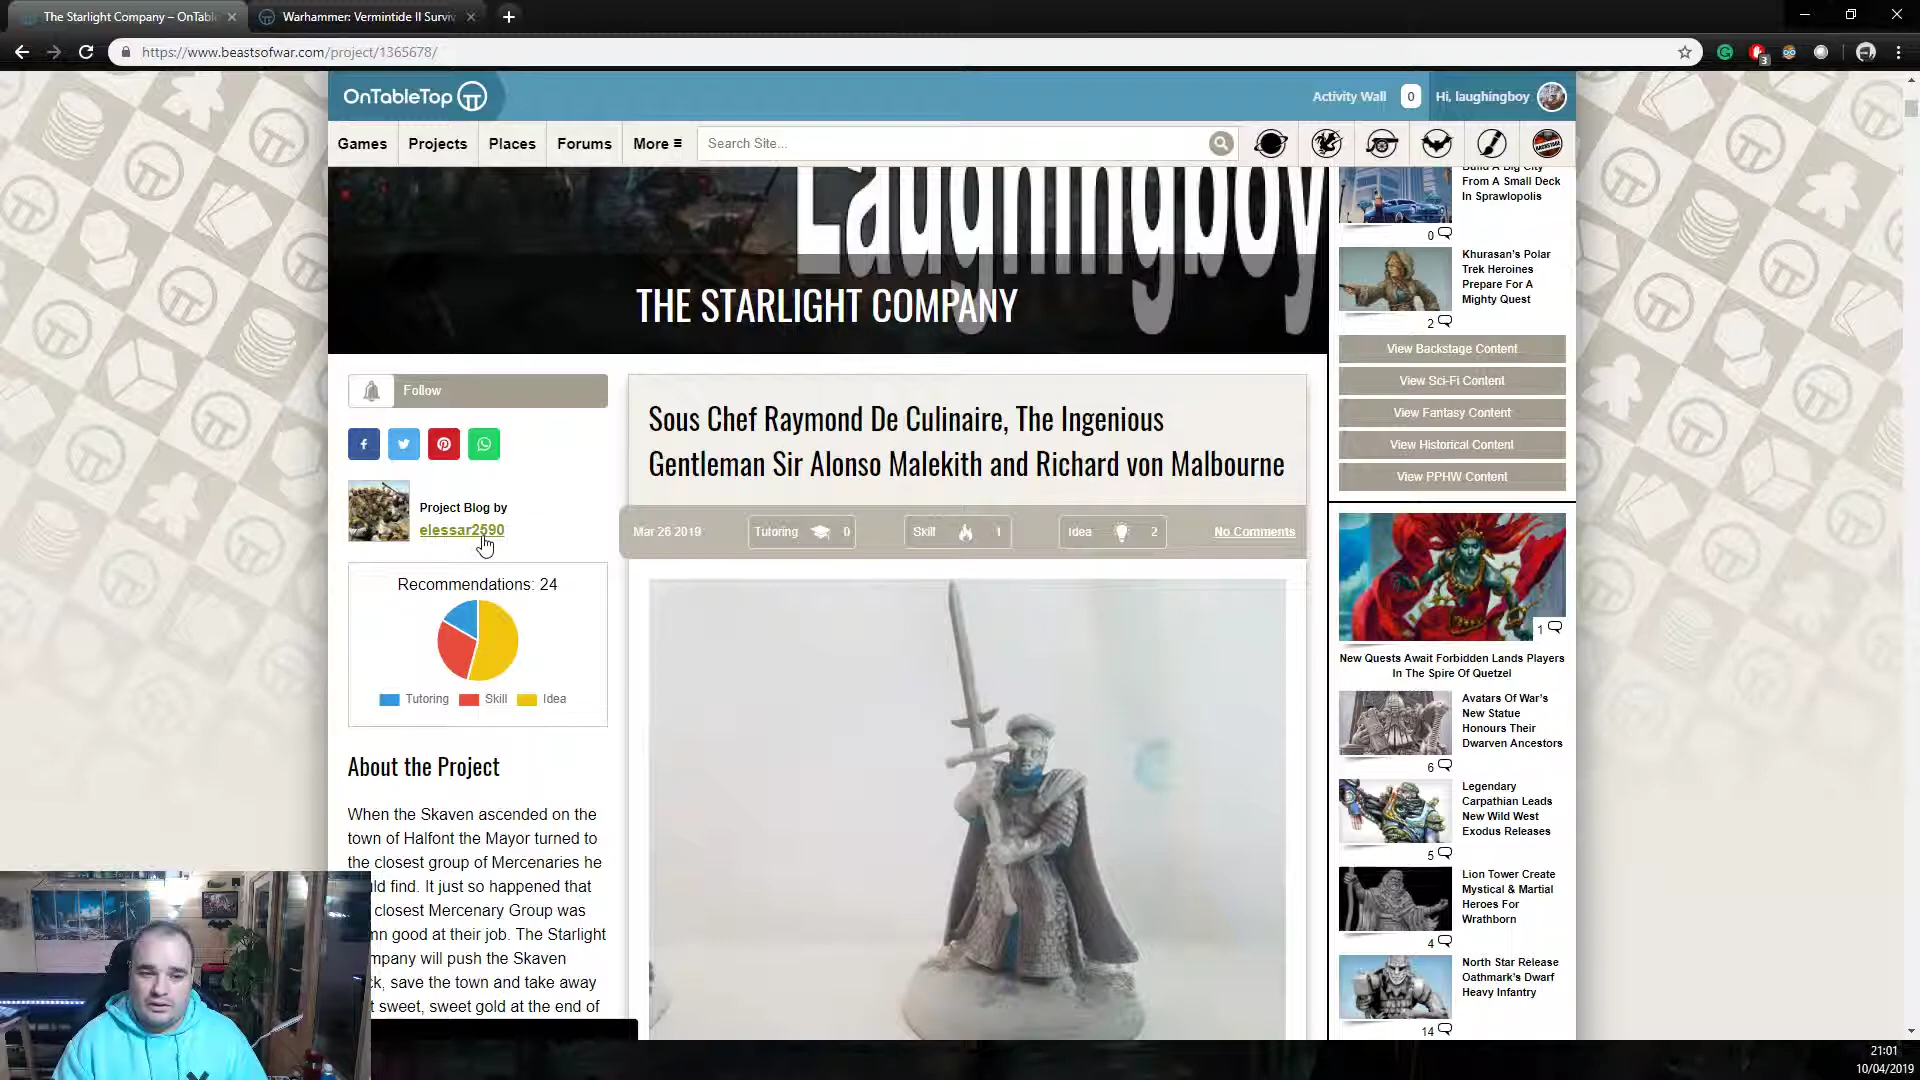 The Starlight Company – OnTabl
Warhammer: Vermintide II Surviv
https://www.beastsofwar.com/project/1365678/
3
OnTableTop
Activity Wall
0
Hi, laughingboy
Games
Projects
Places
Forums
More
Search Site...
BACKSTAGE
Laughingboy
THE STARLIGHT COMPANY
Follow
Project Blog by
elessar2590
Recommendations: 24
Tutoring
Skill
Idea
About the Project
When the Skaven ascended on the
town of Halfont the Mayor turned to
the closest group of Mercenaries he
uld find. It just so happened that
closest Mercenary Group was
mn good at their job. The Starlight
mpany will push the Skaven
ck, save the town and take away
t sweet, sweet gold at the end of
Sous Chef Raymond De Culinaire, The Ingenious
Gentleman Sir Alonso Malekith and Richard von Malbourne
Mar 26 2019
Tutoring
0
Skill
1
Idea
2
No Comments
Build A Big City
From A Small Deck
In Sprawlopolis
0
Khurasan's Polar
Trek Heroines
Prepare For A
Mighty Quest
2
View Backstage Content
View Sci-Fi Content
View Fantasy Content
View Historical Content
View PPHW Content
1
New Quests Await Forbidden Lands Players
In The Spire Of Quetzel
Avatars Of War's
New Statue
Honours Their
Dwarven Ancestors
6
Legendary
Carpathian Leads
New Wild West
Exodus Releases
5
Lion Tower Create
Mystical & Martial
Heroes For
Wrathborn
4
North Star Release
Oathmark's Dwarf
Heavy Infantry
14
21:01
10/04/2019